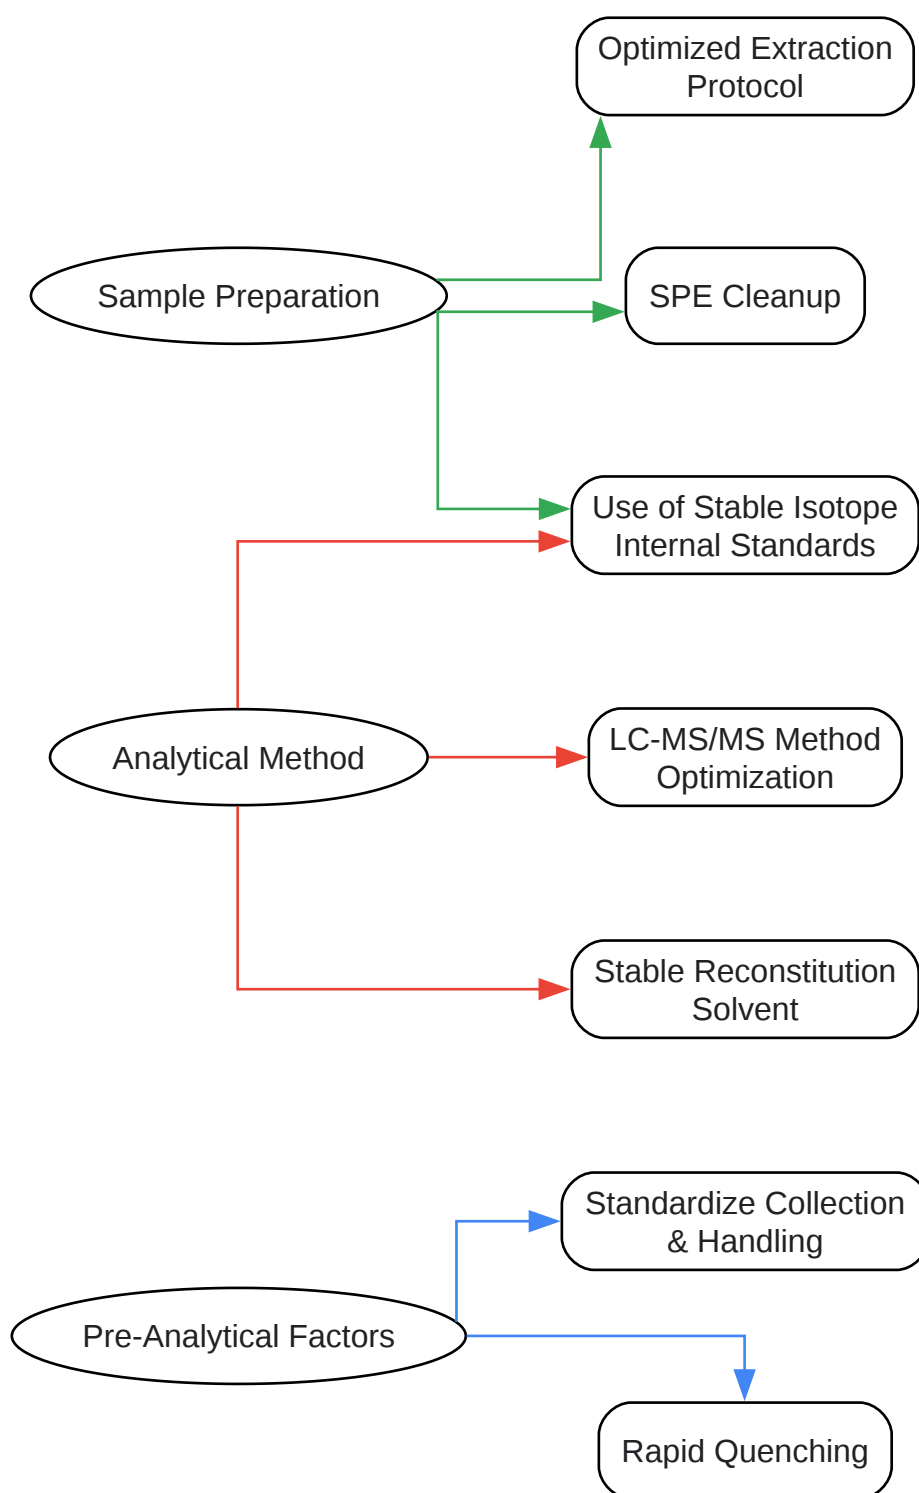 Optimized Extraction
Protocol
Sample Preparation
SPE Cleanup
Use of Stable Isotope
Internal Standards
Analytical Method
LC-MS/MS Method
Optimization
Stable Reconstitution
Solvent
Standardize Collection
& Handling
Pre-Analytical Factors
Rapid Quenching